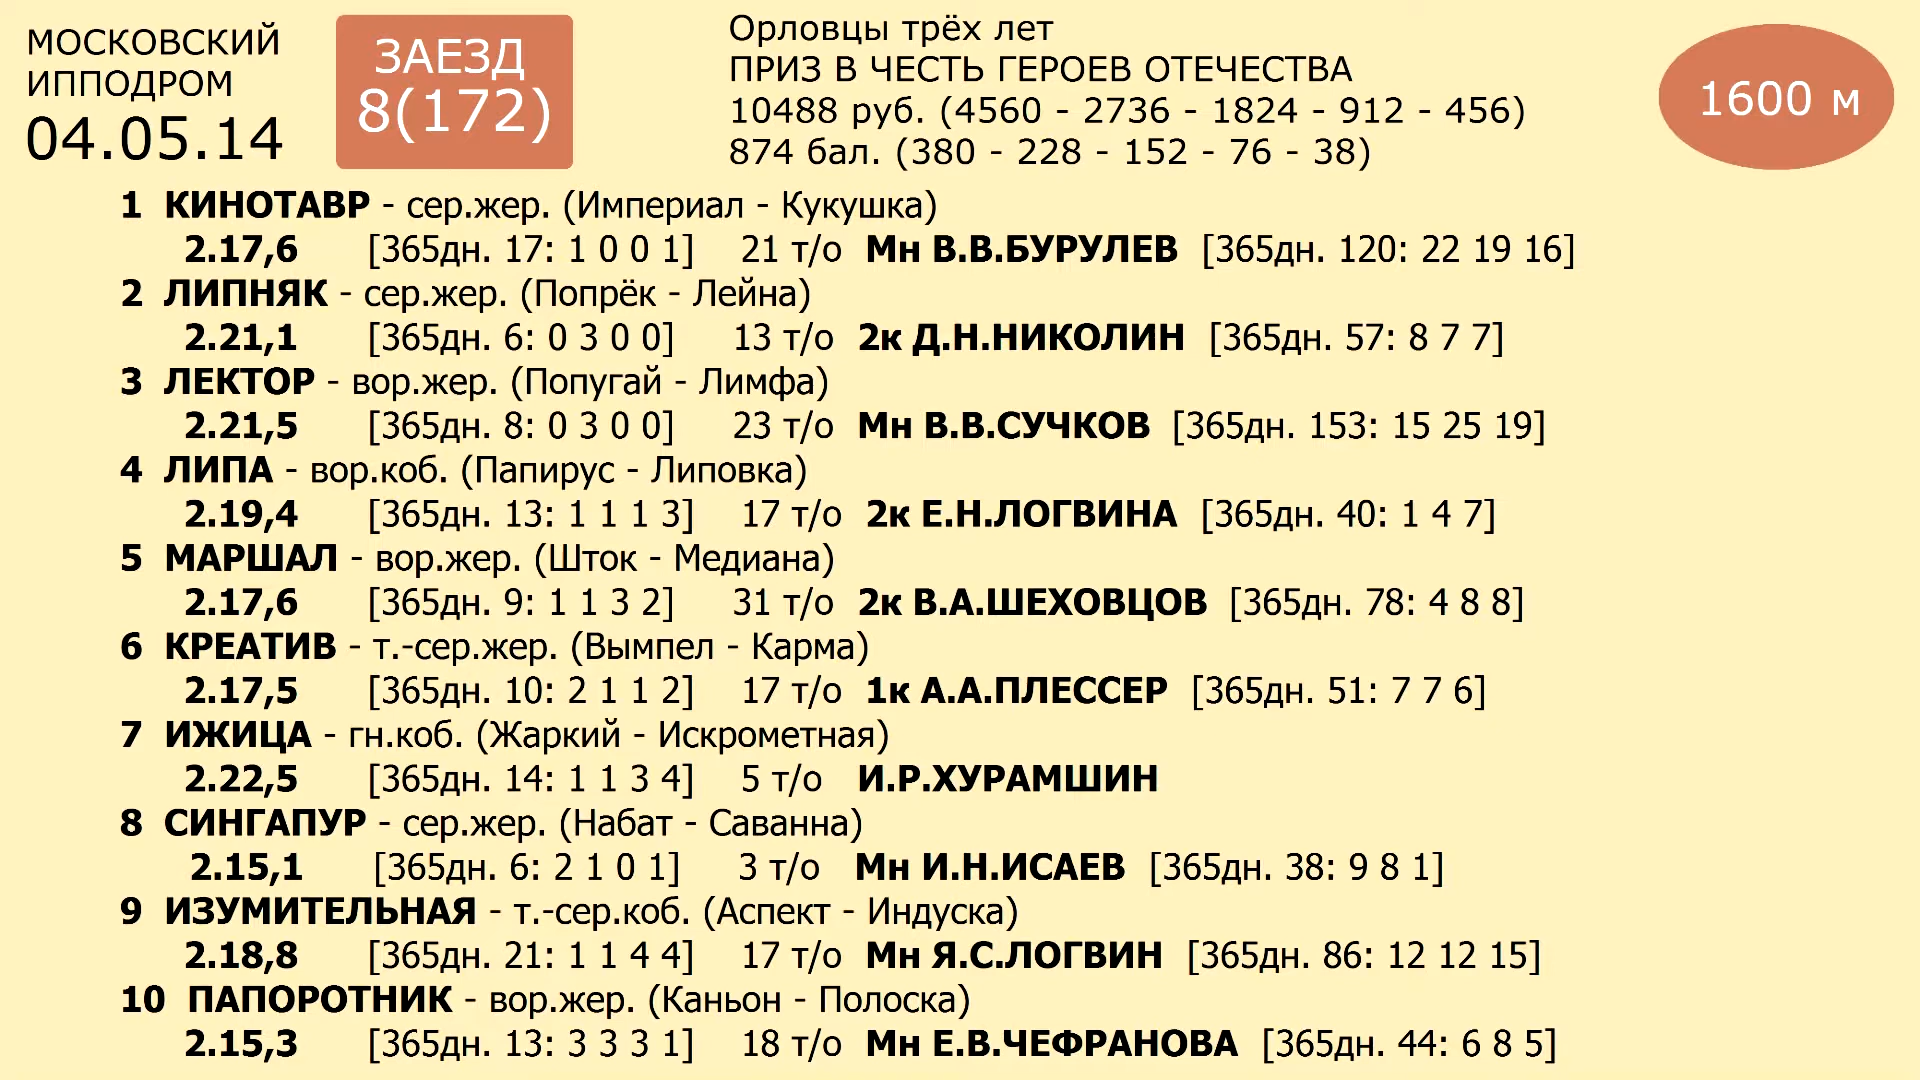 МОСКОВСКИЙ
ИППОДРОМ
04.05.14
ЗАЕЗД
8(172)
Орловцы трёх лет
ПРИЗ В ЧЕСТЬ ГЕРОЕВ ОТЕЧЕСТВА
10488 руб. (4560 - 2736 - 1824 - 912 - 456)
874 бал. (380 - 228 - 152 - 76 - 38)
1600 м
1 КИНОТАВР - сер.жер. (Империал - Кукушка)
2.17,6 [365дн. 17: 1 0 0 1] 21 т/о Мн В.В.БУРУЛЕВ [365дн. 120: 22 19 16]
2 ЛИПНЯК - сер.жер. (Попрёк - Лейна)
2.21,1 [365дн. 6: 0 3 0 0] 13 т/о 2к Д.Н.НИКОЛИН [365дн. 57: 8 7 7]
3 ЛЕКТОР - вор.жер. (Попугай - Лимфа)
2.21,5 [365дн. 8: 0 3 0 0] 23 т/о Мн В.В.СУЧКОВ [365дн. 153: 15 25 19]
4 ЛИПА - вор.коб. (Папирус - Липовка)
2.19,4 [365дн. 13: 1 1 1 3] 17 т/о 2к Е.Н.ЛОГВИНА [365дн. 40: 1 4 7]
5 МАРШАЛ - вор.жер. (Шток - Медиана)
2.17,6 [365дн. 9: 1 1 3 2] 31 т/о 2к В.А.ШЕХОВЦОВ [365дн. 78: 4 8 8]
6 КРЕАТИВ - т.-сер.жер. (Вымпел - Карма)
2.17,5 [365дн. 10: 2 1 1 2] 17 т/о 1к А.А.ПЛЕССЕР [365дн. 51: 7 7 6]
7 ИЖИЦА - гн.коб. (Жаркий - Искрометная)
2.22,5 [365дн. 14: 1 1 3 4] 5 т/о И.Р.ХУРАМШИН
8 СИНГАПУР - сер.жер. (Набат - Саванна)
2.15,1 [365дн. 6: 2 1 0 1] 3 т/о Мн И.Н.ИСАЕВ [365дн. 38: 9 8 1]
9 ИЗУМИТЕЛЬНАЯ - т.-сер.коб. (Аспект - Индуска)
2.18,8 [365дн. 21: 1 1 4 4] 17 т/о Мн Я.С.ЛОГВИН [365дн. 86: 12 12 15]
10 ПАПОРОТНИК - вор.жер. (Каньон - Полоска)
2.15,3 [365дн. 13: 3 3 3 1] 18 т/о Мн Е.В.ЧЕФРАНОВА [365дн. 44: 6 8 5]